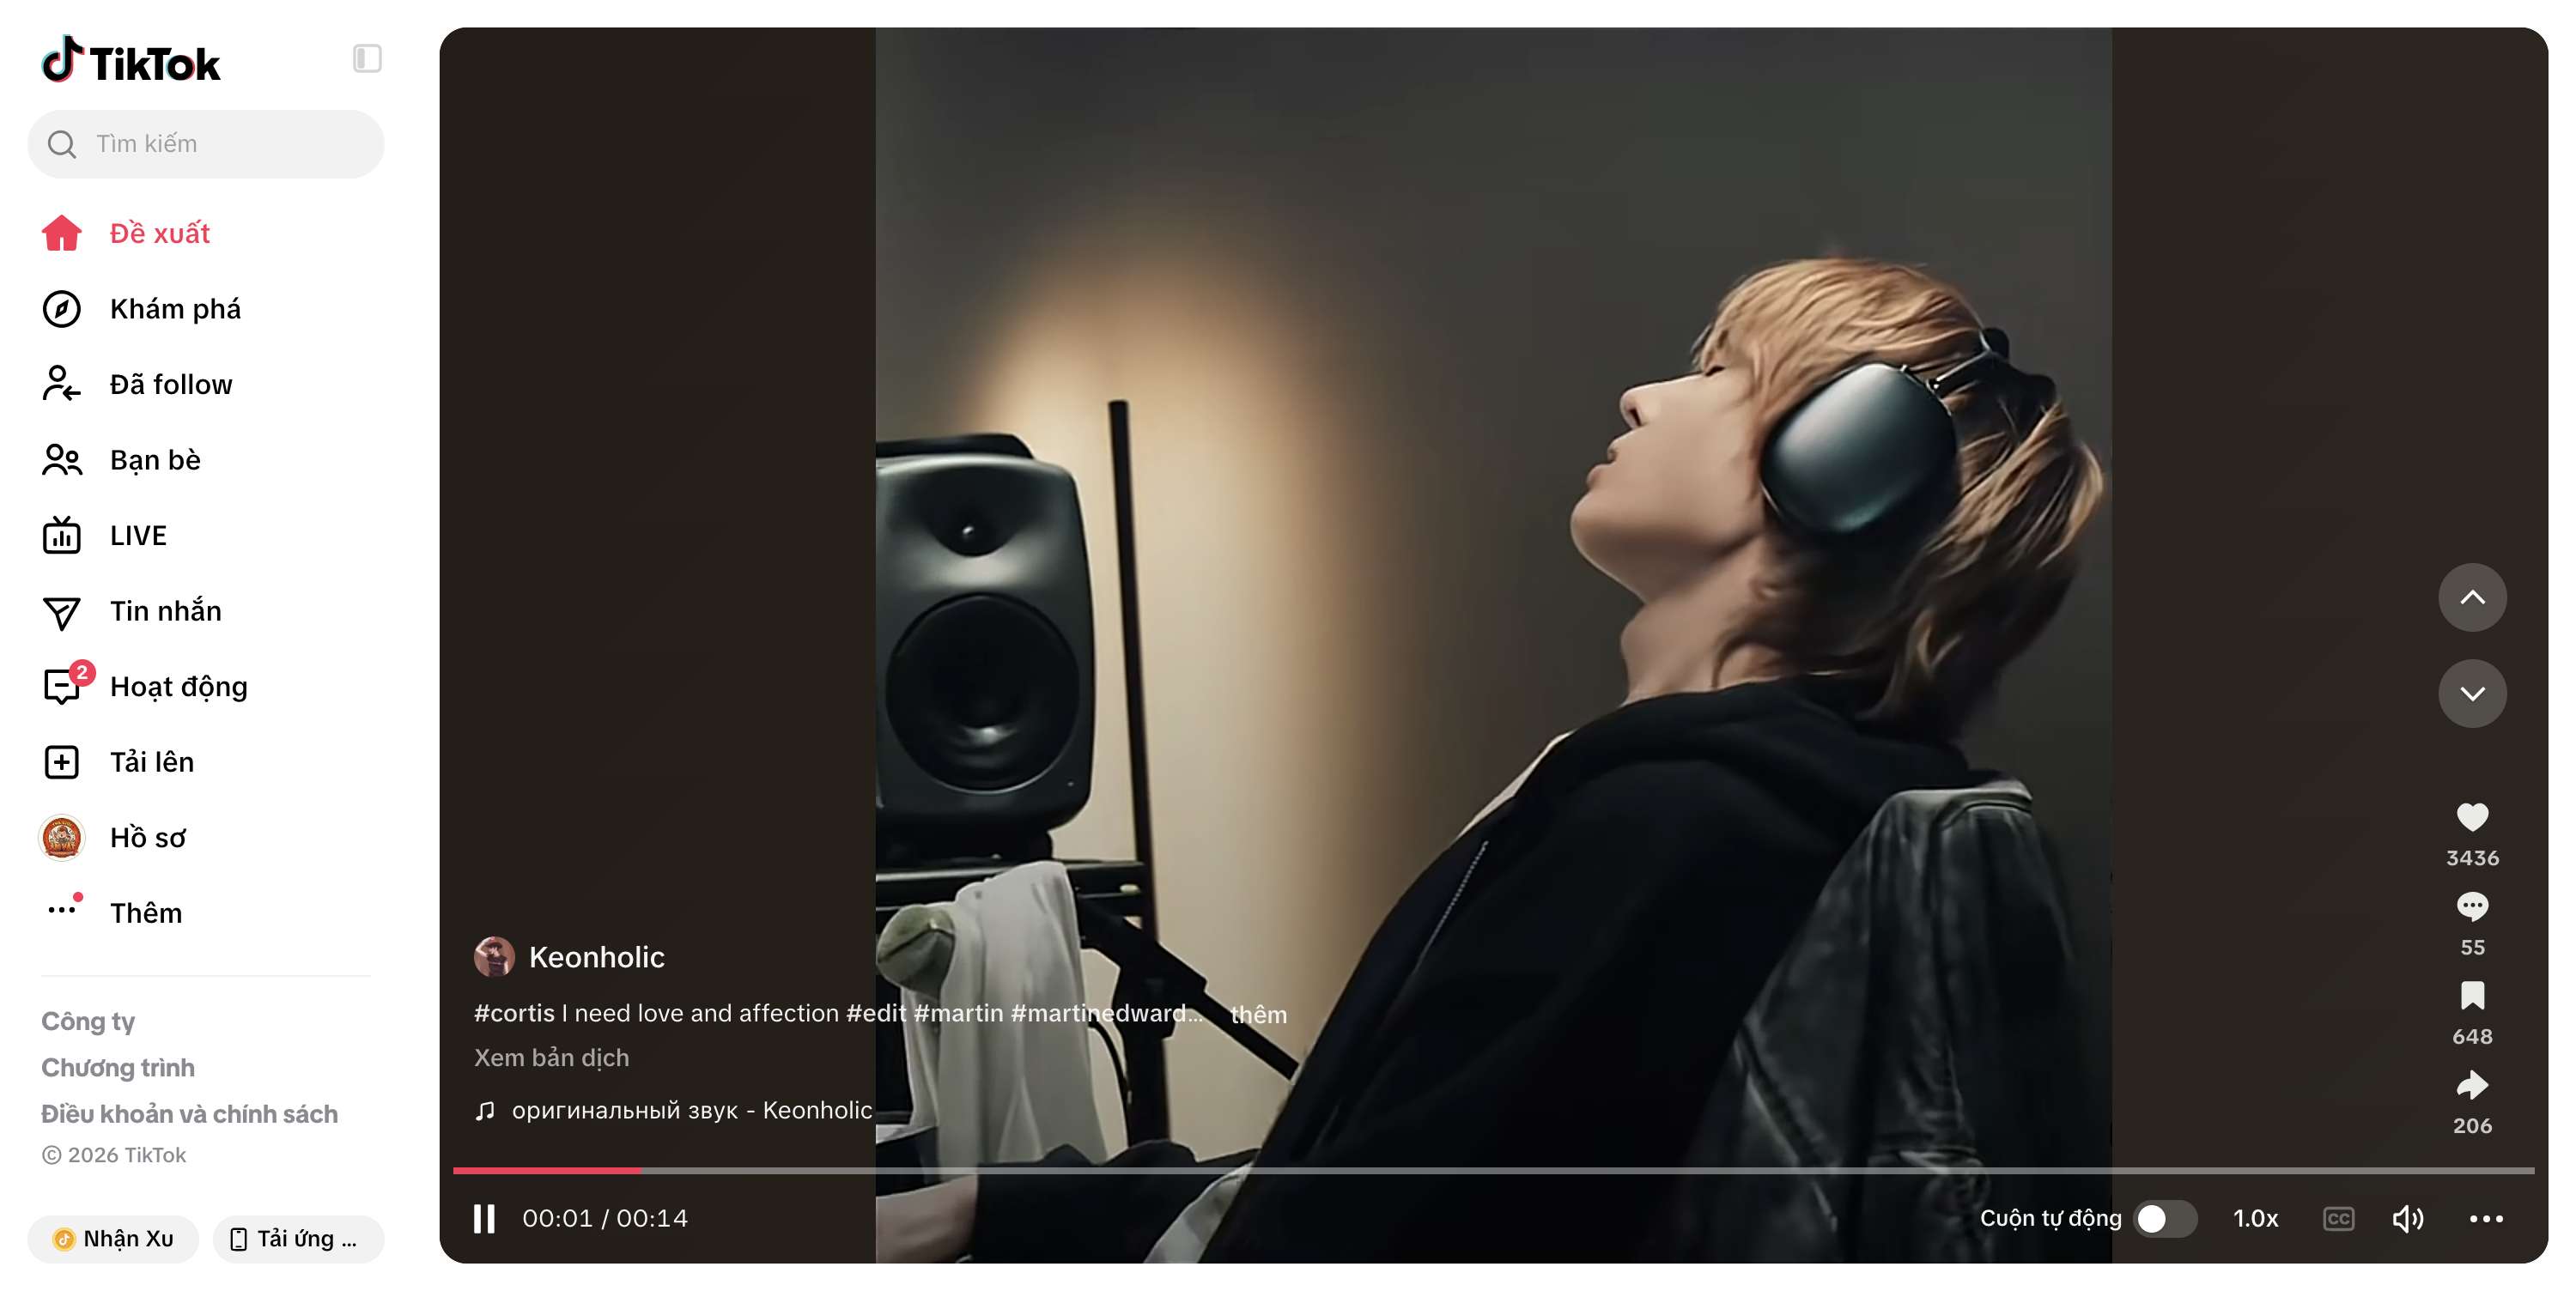 TikTok
Tìm kiếm
Đề xuất
Khám phá
Đã follow
Bạn bè
LIVE
Tin nhắn
2
Hoạt động
Tải lên
Hồ sơ
Thêm
Công ty
Chương trình
Điều khoản và chính sách
© 2026 TikTok
Nhận Xu
Tải ứng ...
Keonholic
#cortis I need love and affection #edit #martin #martinedward... thêm
Xem bản dịch
оригинальный звук - Keonholic
00:01 / 00:14
3436
55
648
206
Cuộn tự động
1.0x
CC